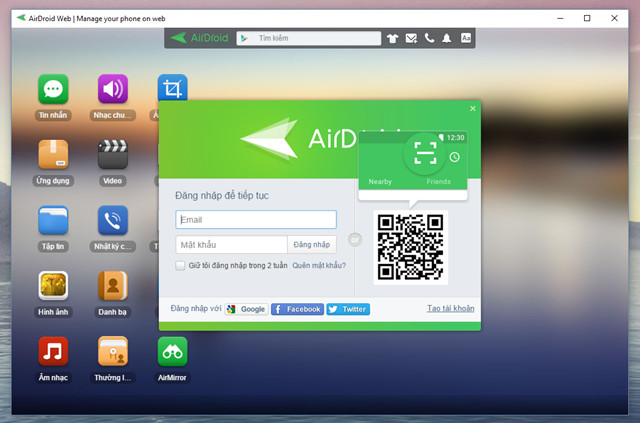 AirDroid Web | Manage your phone on web
AirDroid
Tìm kiếm
Aa
Tin nhắn
Nhạc chu...
Ứng dụng
Video
Tập tin
Nhật ký c...
Hình ảnh
Danh bạ
Âm nhạc
Thường l...
AirMirror
12:30
Nearby
Friends
Đăng nhập để tiếp tục
Email
Mật khẩu
Đăng nhập
or
Giữ tôi đăng nhập trong 2 tuần
Quên mật khẩu?
Đăng nhập với
Google
Facebook
Twitter
Tạo tài khoản